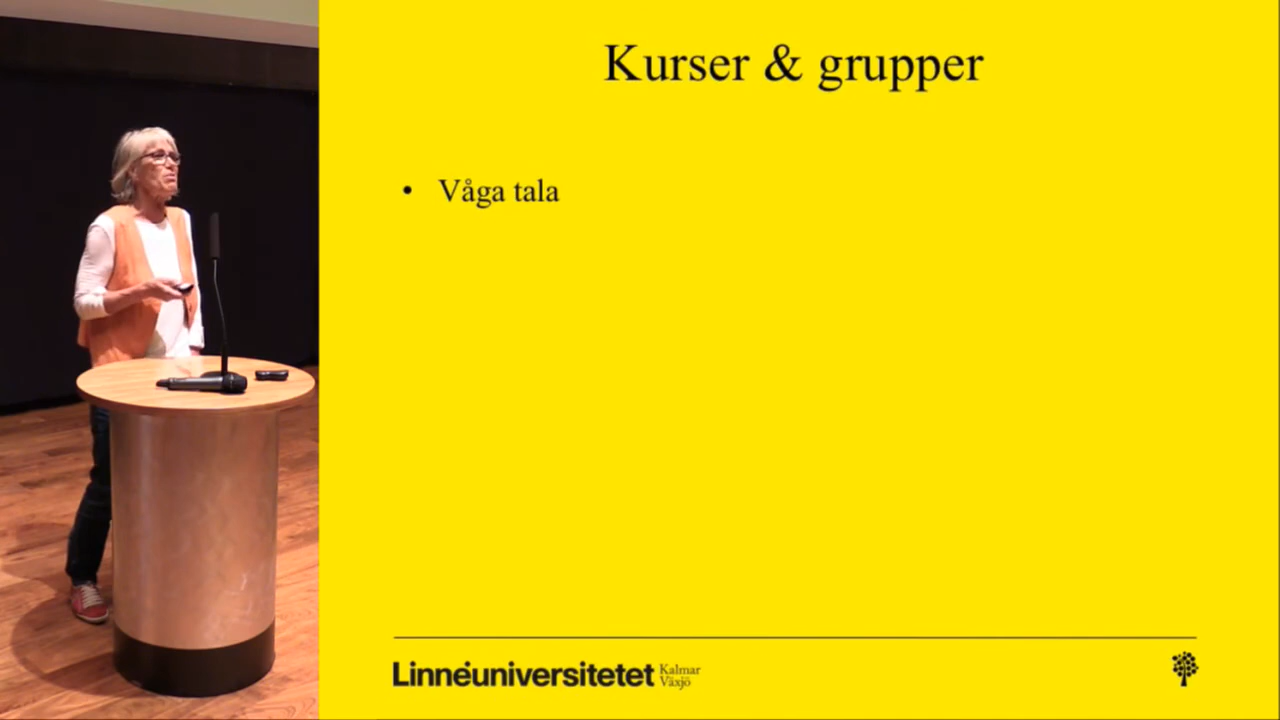 Kurser & grupper
• Våga tala
Linnéuniversitetet
Kalmar
Växjö